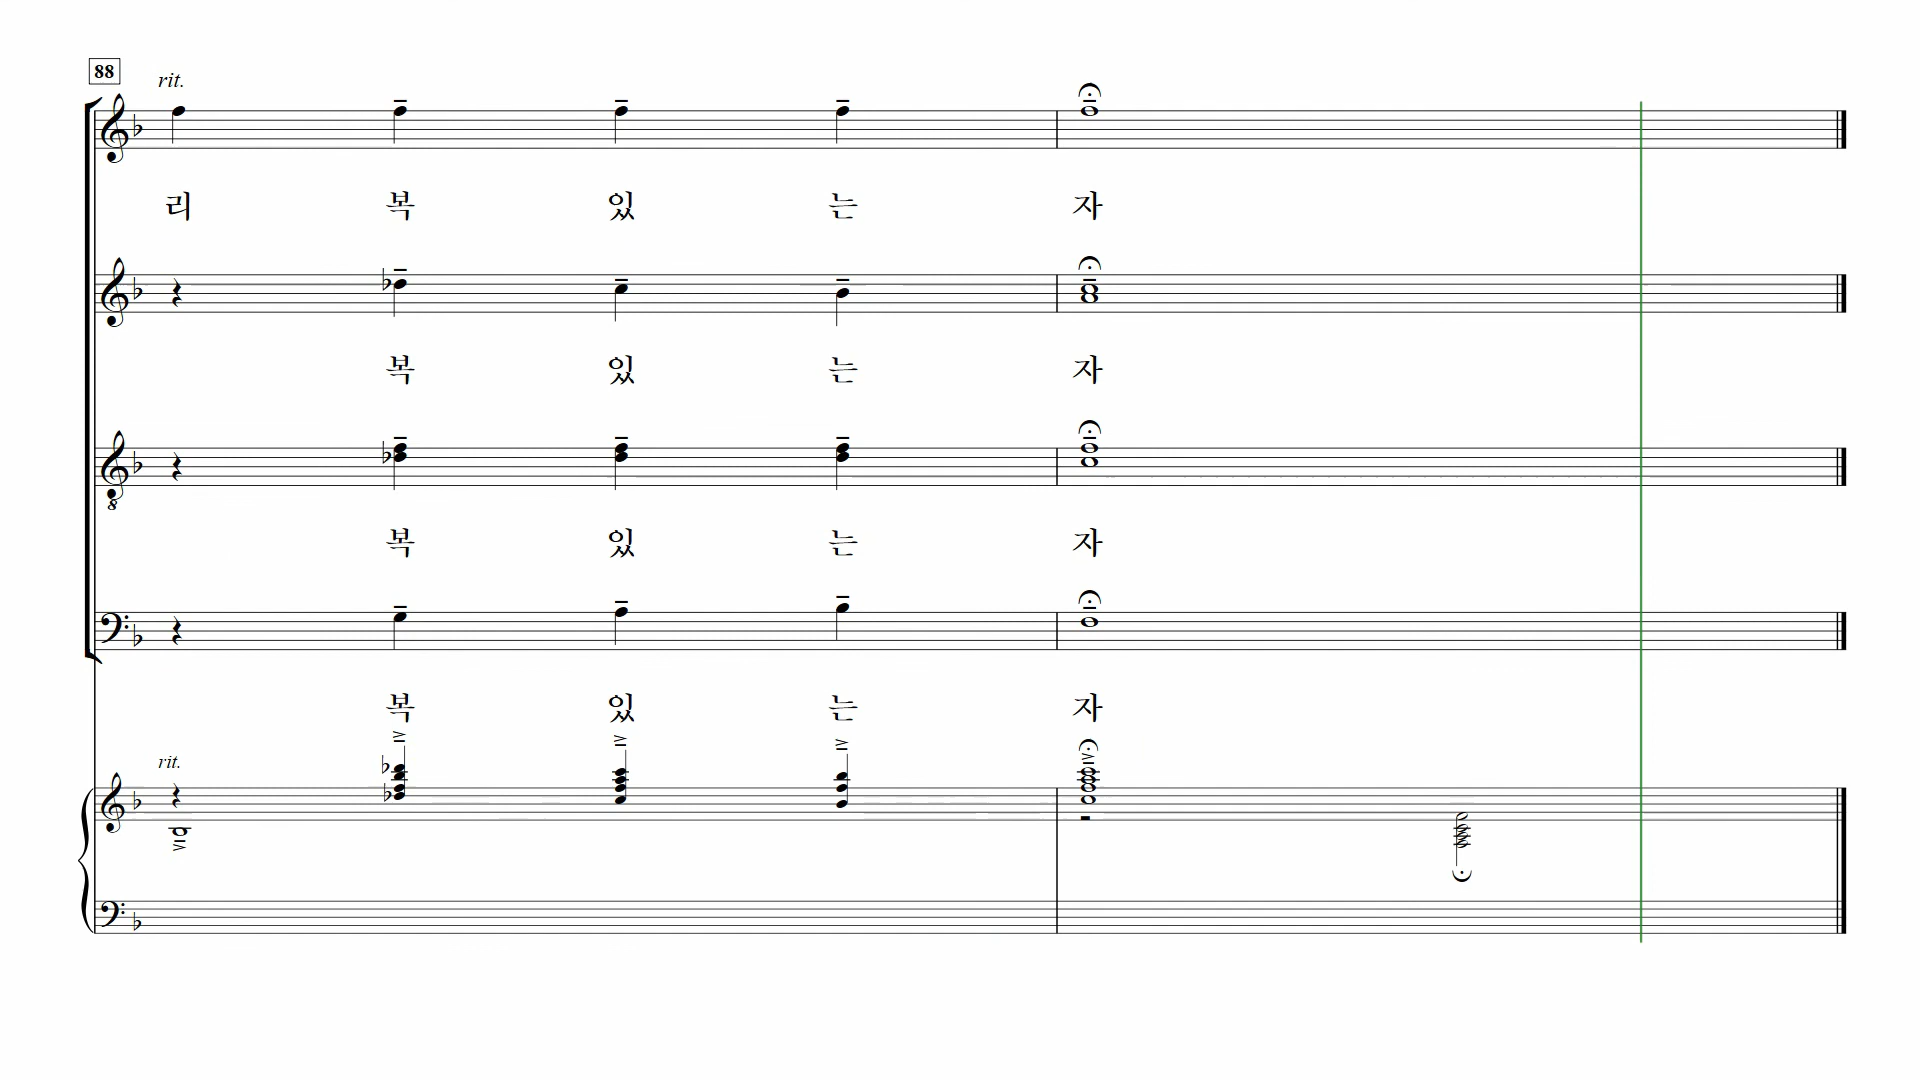 88
rit.
리 복 있 는 자
복 있 는 자
8
복 있 는 자
복 있 는 자
rit.